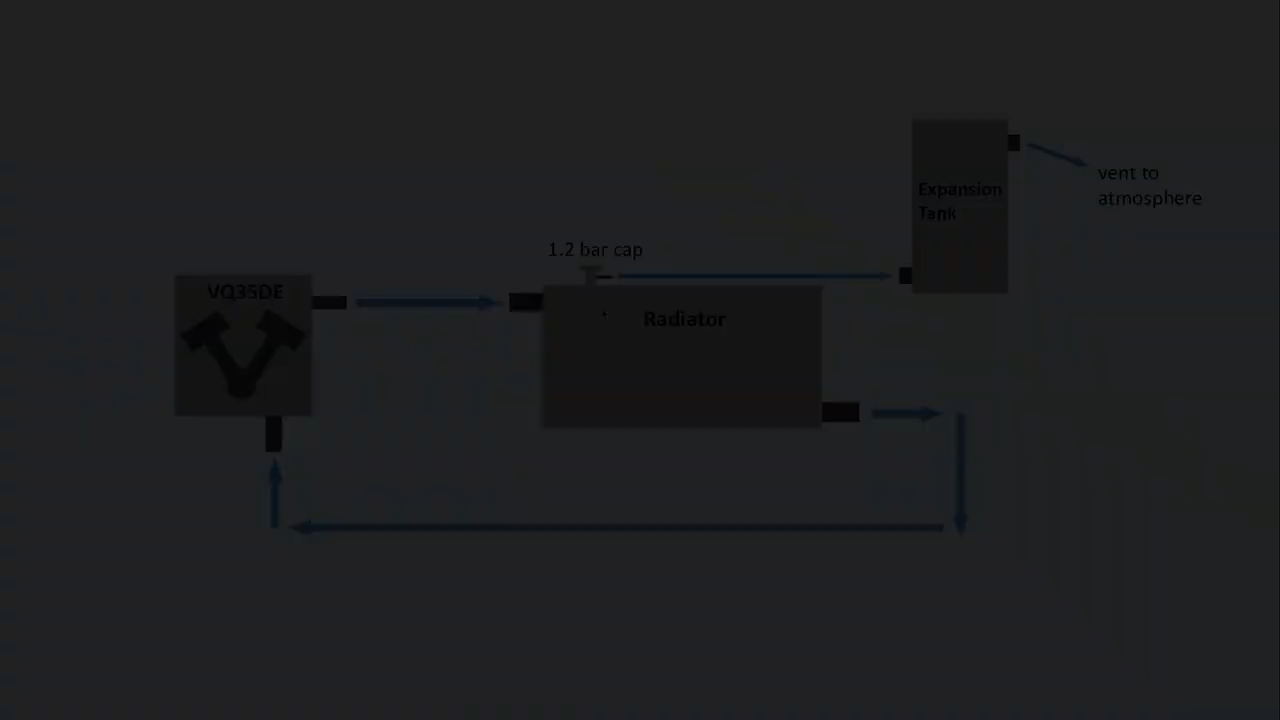 Expansion
Tank
vent to
atmosphere
1.2 bar cap
VQ35DE
Radiator